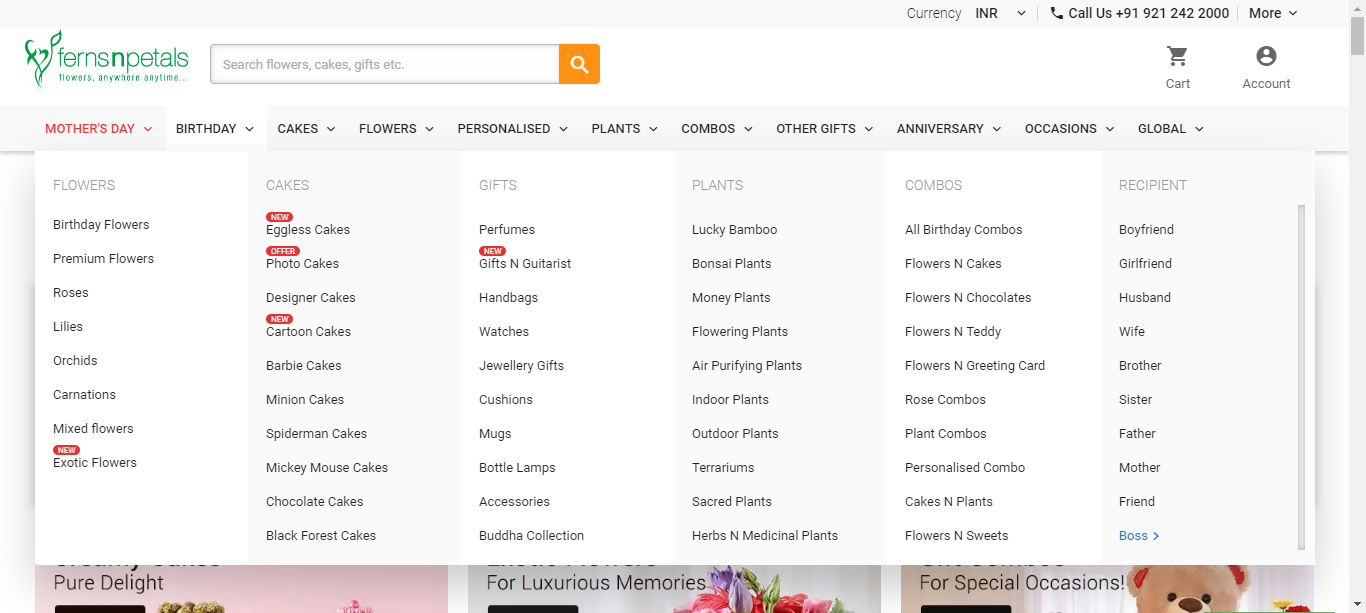 Currency INR Call Us +91 921 242 2000 More
fernsnpetals
flowers, anywhere anytime...
Search flowers, cakes, gifts etc.
Cart
Account
MOTHER'S DAY BIRTHDAY CAKES FLOWERS PERSONALISED PLANTS COMBOS OTHER GIFTS ANNIVERSARY OCCASIONS GLOBAL
FLOWERS
Birthday Flowers
Premium Flowers
Roses
Lilies
Orchids
Carnations
Mixed flowers
NEW
Exotic Flowers
CAKES
NEW
Eggless Cakes
OFFER
Photo Cakes
Designer Cakes
NEW
Cartoon Cakes
Barbie Cakes
Minion Cakes
Spiderman Cakes
Mickey Mouse Cakes
Chocolate Cakes
Black Forest Cakes
GIFTS
Perfumes
NEW
Gifts N Guitarist
Handbags
Watches
Jewellery Gifts
Cushions
Mugs
Bottle Lamps
Accessories
Buddha Collection
PLANTS
Lucky Bamboo
Bonsai Plants
Money Plants
Flowering Plants
Air Purifying Plants
Indoor Plants
Outdoor Plants
Terrariums
Sacred Plants
Herbs N Medicinal Plants
COMBOS
All Birthday Combos
Flowers N Cakes
Flowers N Chocolates
Flowers N Teddy
Flowers N Greeting Card
Rose Combos
Plant Combos
Personalised Combo
Cakes N Plants
Flowers N Sweets
RECIPIENT
Boyfriend
Girlfriend
Husband
Wife
Brother
Sister
Father
Mother
Friend
Boss
Pure Delight
For Luxurious Memories
For Special Occasions!